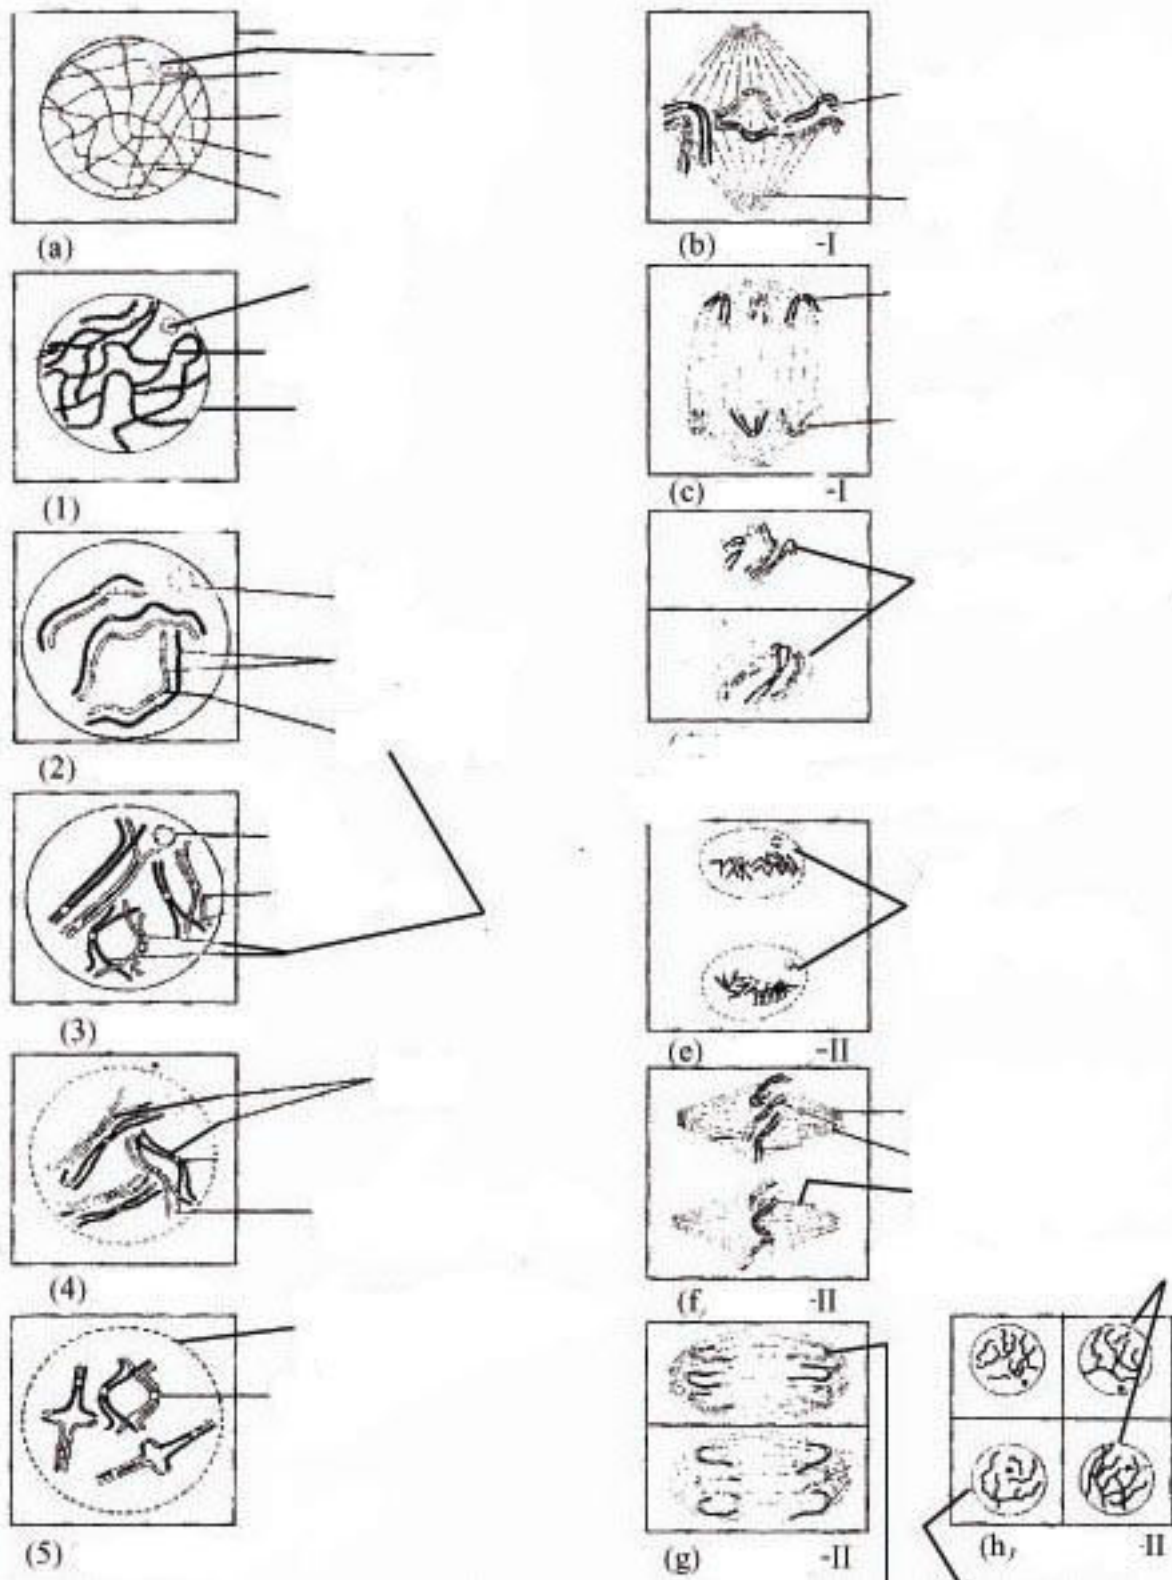 (a)
(1)
(2)
(3)
(4)
(5)
(b) -I
(c) -I
(e) -II
(f, -II
(g) -II
(h, -II